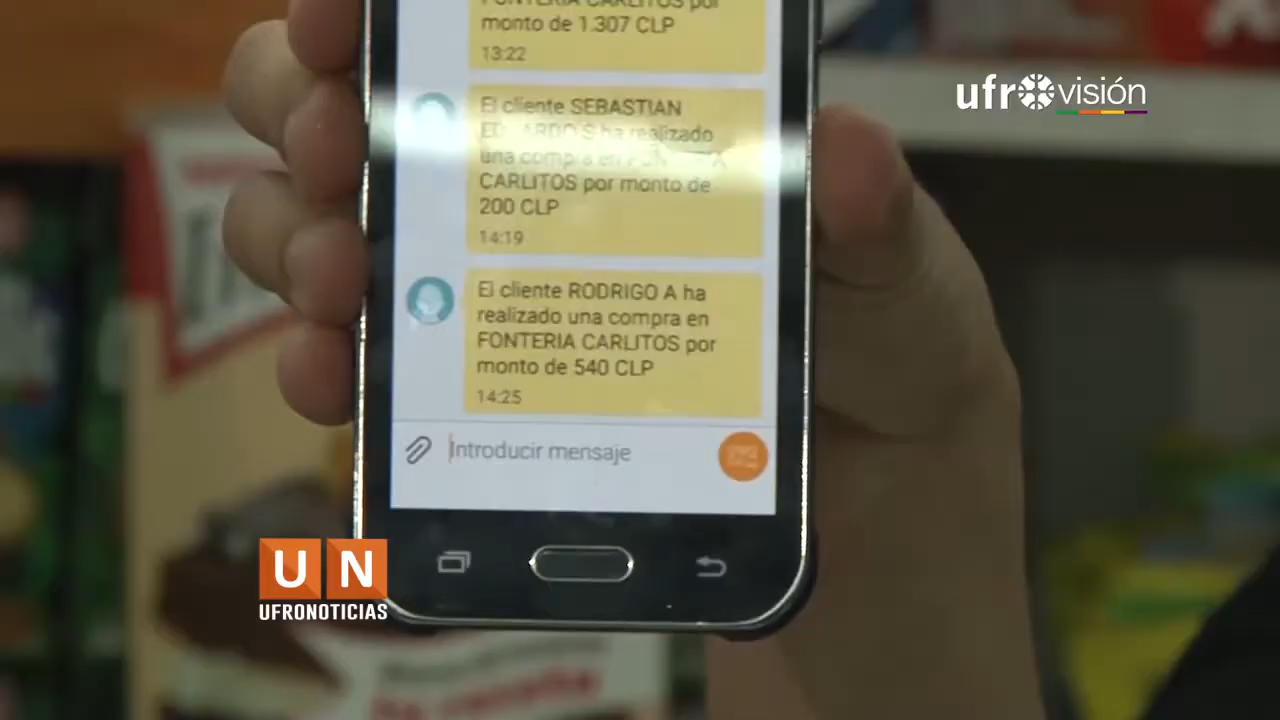 FONTERIA CARLITOS por
monto de 1.307 CLP
13:22
ufrovisión
El cliente SEBASTIAN
ha realizado
una compra en
CARLITOS por monto de
200 CLP
14:19
El cliente RODRIGO A ha
realizado una compra en
FONTERIA CARLITOS por
monto de 540 CLP
14:25
Introducir mensaje
UN
UFRONOTICIAS